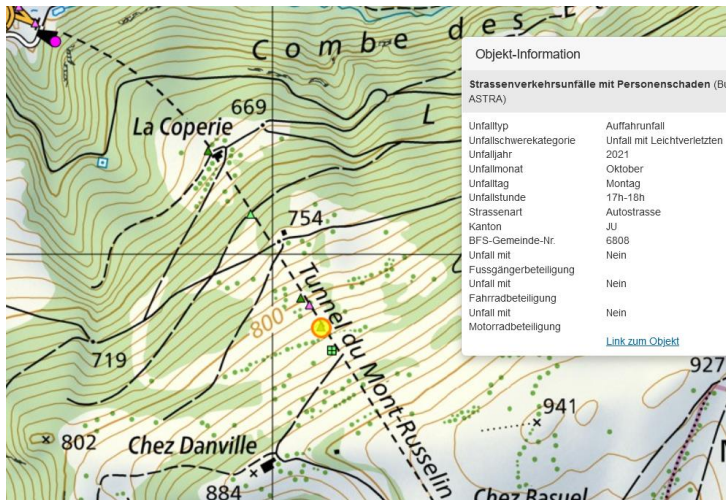 Combe des
669
La Coperie
L
754
Tunnel du Mont-Russelin
800
719
802
Chez Danville
884
941
927
Chez Basuel
Objekt-Information
Strassenverkehrsunfälle mit Personenschaden (Bu
ASTRA)
Unfalltyp Auffahrunfall
Unfallschwerekategorie Unfall mit Leichtverletzten
Unfalljahr 2021
Unfallmonat Oktober
Unfalltag Montag
Unfallstunde 17h-18h
Strassenart Autostrasse
Kanton JU
BFS-Gemeinde-Nr. 6808
Unfall mit Nein
Fussgängerbeteiligung
Unfall mit Nein
Fahrradbeteiligung
Unfall mit Nein
Motorradbeteiligung
Link zum Objekt